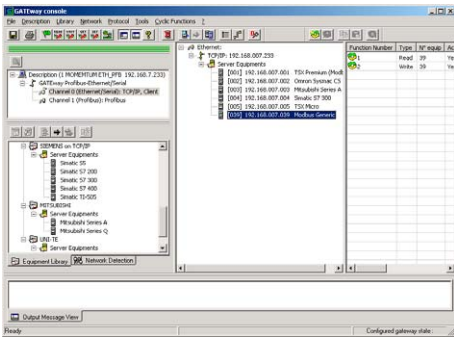 GATEway console
File Description Library Network Protocol Tools Cyclic Functions ?
Description (1 MOMENTUM ETH_PFB 192.168.7.233)
GATEway Profibus-Ethernet/Serial
Channel 0 (Ethernet/Serial): TCP/IP, Client
Channel 1 (Profibus): Profibus
SIEMENS on TCP/IP
Server Equipments
Simatic S5
Simatic S7 200
Simatic S7 300
Simatic S7 400
Simatic TI-505
MITSUBISHI
Server Equipments
Mitsubishi Series A
Mitsubishi Series Q
UNI-TE
Server Equipments
Equipment Library Network Detection
Ethernet:
TCP/IP: 192.168.007.233
Server Equipments
[001] 192.168.007.001 TSX Premium (Modi
[002] 192.168.007.002 Omron Sysmac CS
[003] 192.168.007.003 Mitsubishi Series A
[004] 192.168.007.004 Simatic S7 300
[005] 192.168.007.005 TSX Micro
[039] 192.168.007.039 Modbus Generic
Function Number Type N° equip Ac
1 Read 39 Ye
2 Write 39 Ye
Output Message View
Ready Configured gateway state :